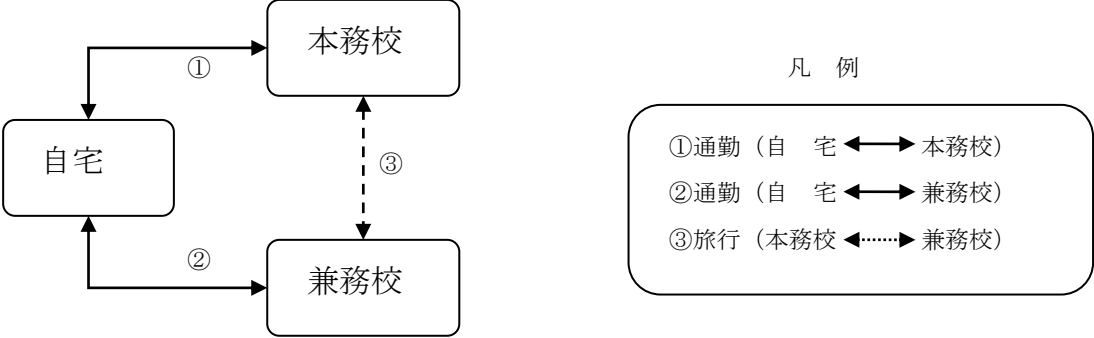 本務校
①
自宅
③
②
兼務校
凡　例
①通勤（自　宅 ◀━▶ 本務校）
②通勤（自　宅 ◀━▶ 兼務校）
③旅行（本務校 ◀┈▶ 兼務校）